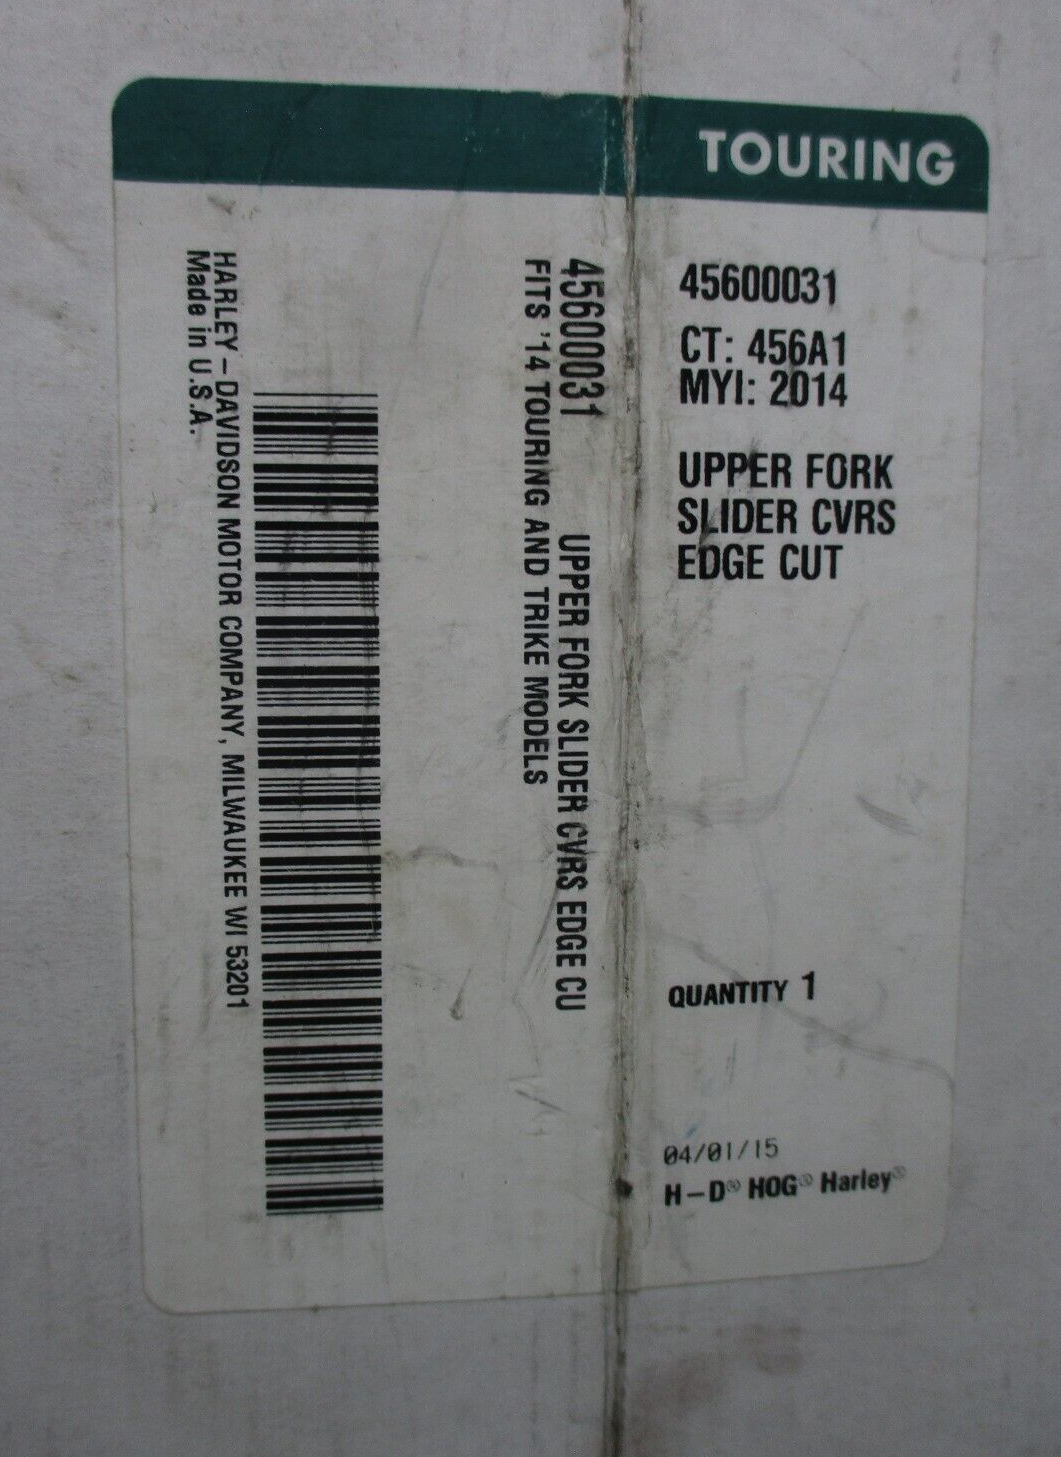 TOURING
45600031
CT: 456A1
MYI: 2014
UPPER FORK
SLIDER CVRS
EDGE CUT
QUANTITY 1
04/01/15
H-D® HOG® Harley®
45600031 UPPER FORK SLIDER CVRS EDGE CU
FITS '14 TOURING AND TRIKE MODELS
HARLEY-DAVIDSON MOTOR COMPANY, MILWAUKEE WI 53201
Made in U.S.A.